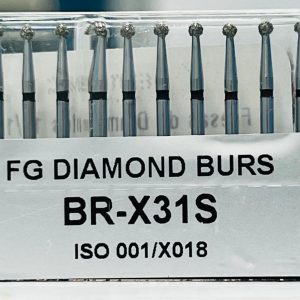 FG DIAMOND BURS
BR-X31S
ISO 001/X018